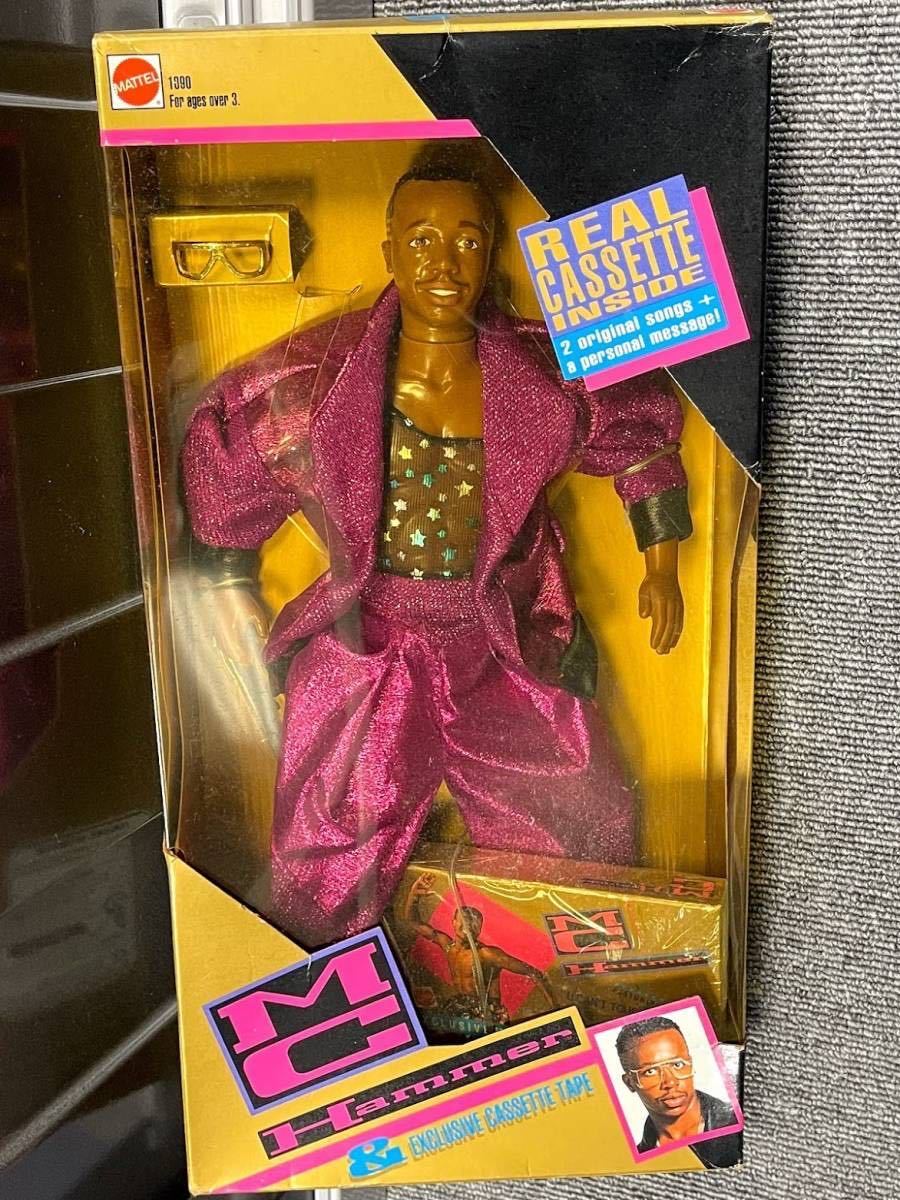 MATTEL
1390
For ages over 3.
REAL
CASSETTE
INSIDE
2 original songs +
a personal message!
MC
Hammer
MC
Hammer
& EXCLUSIVE CASSETTE TAPE